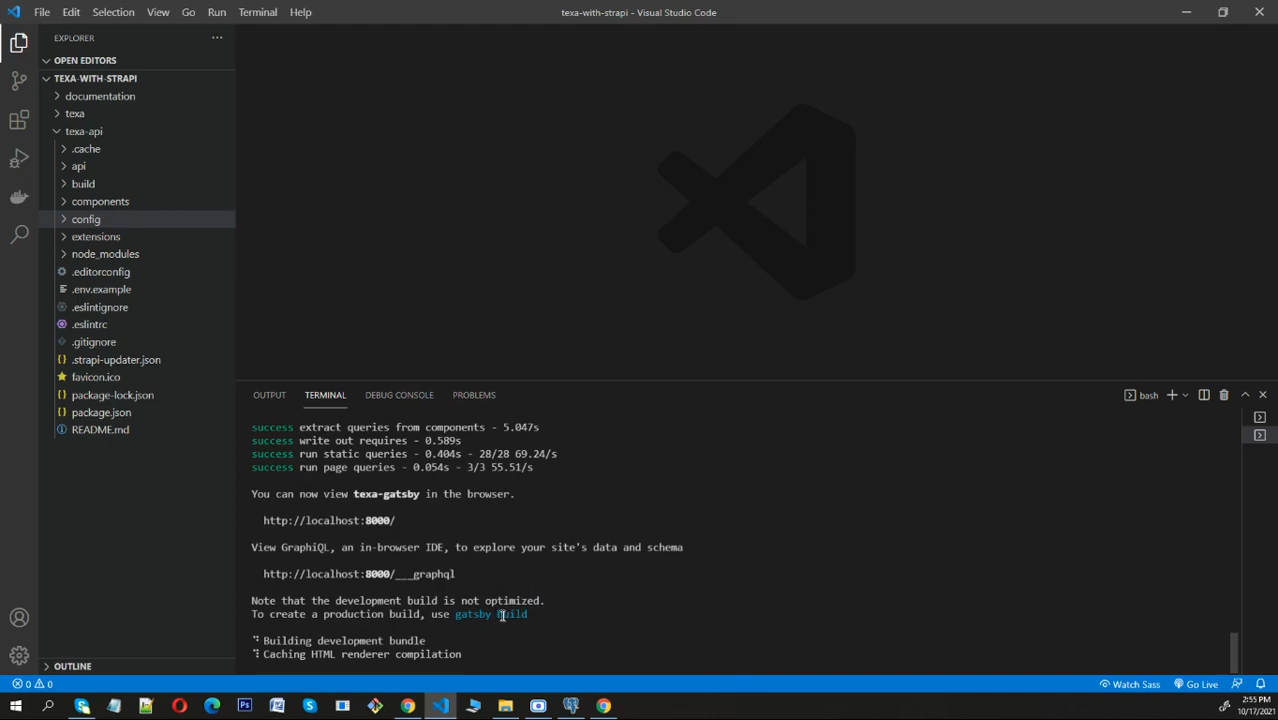 File Edit Selection View Go Run Terminal Help
texa-with-strapi - Visual Studio Code
EXPLORER
OPEN EDITORS
TEXA-WITH-STRAPI
documentation
texa
texa-api
.cache
api
build
components
config
extensions
node_modules
.editorconfig
.env.example
.eslintignore
.eslintrc
.gitignore
.strapi-updater.json
favicon.ico
package-lock.json
package.json
README.md
OUTLINE
OUTPUT TERMINAL DEBUG CONSOLE PROBLEMS
bash
success extract queries from components - 5.047s
success write out requires - 0.589s
success run static queries - 0.404s - 28/28 69.24/s
success run page queries - 0.054s - 3/3 55.51/s
You can now view texa-gatsby in the browser.
http://localhost:8000/
View GraphiQL, an in-browser IDE, to explore your site's data and schema
http://localhost:8000/___graphql
Note that the development build is not optimized.
To create a production build, use gatsby build
Building development bundle
Caching HTML renderer compilation
0 0
Watch Sass Go Live
2:55 PM
10/17/2021